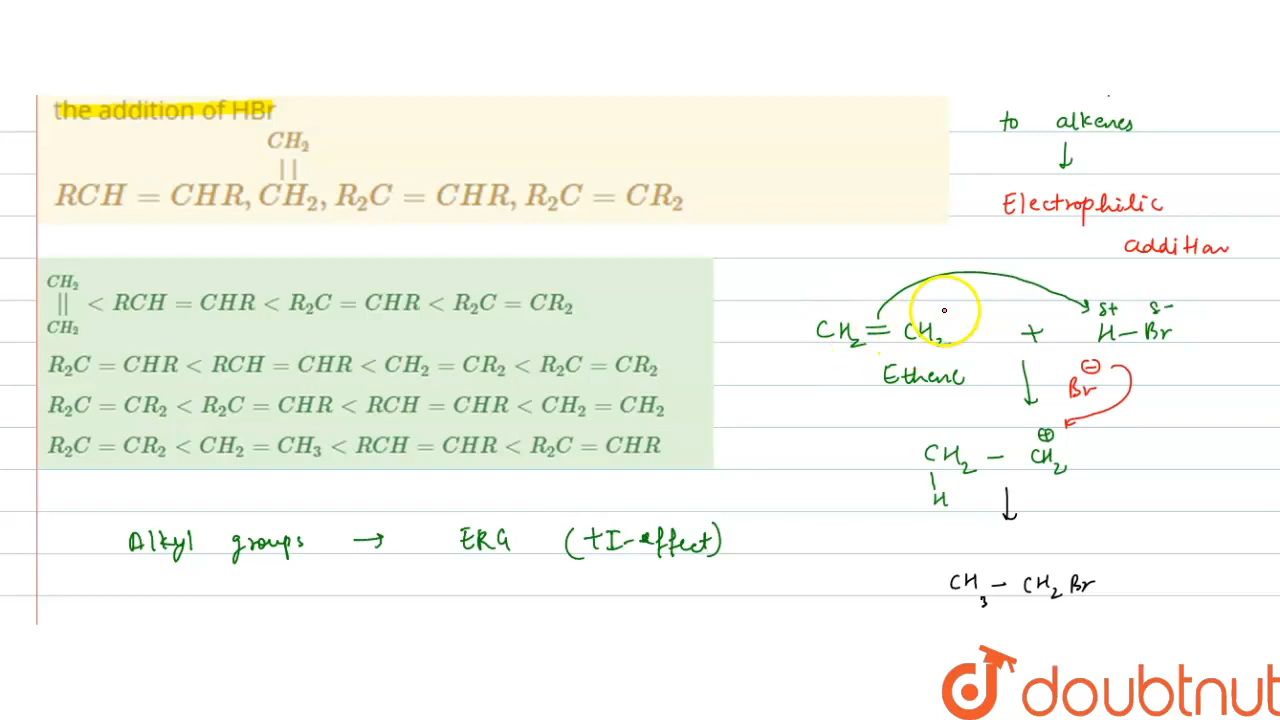 the addition of HBr
CH2
||
RCH = CHR, CH2, R2C = CHR, R2C = CR2
CH2
|| < RCH = CHR < R2C = CHR < R2C = CR2
CH2
R2C = CHR < RCH = CHR < CH2 = CR2 < R2C = CR2
R2C = CR2 < R2C = CHR < RCH = CHR < CH2 = CH2
R2C = CR2 < CH2 = CH3 < RCH = CHR < R2C = CHR
Alkyl groups → ERG (+I-effect)
to alkenes
↓
Electrophilic
addition
δ+ δ-
CH2 = CH2 + H - Br
Ethene
⊖
Br
⊕
CH2 - CH2
|
H
↓
CH3 - CH2 Br
doubtnut